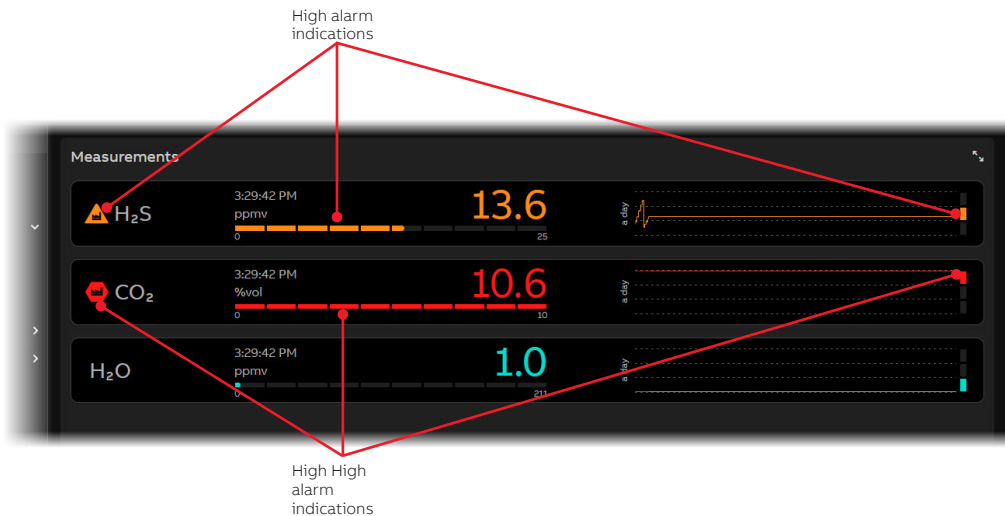 High alarm
indications
Measurements
H₂S
3:29:42 PM
ppmv
13.6
0
25
a day
CO₂
3:29:42 PM
%vol
10.6
0
10
a day
H₂O
3:29:42 PM
ppmv
1.0
0
211
a day
High High
alarm
indications